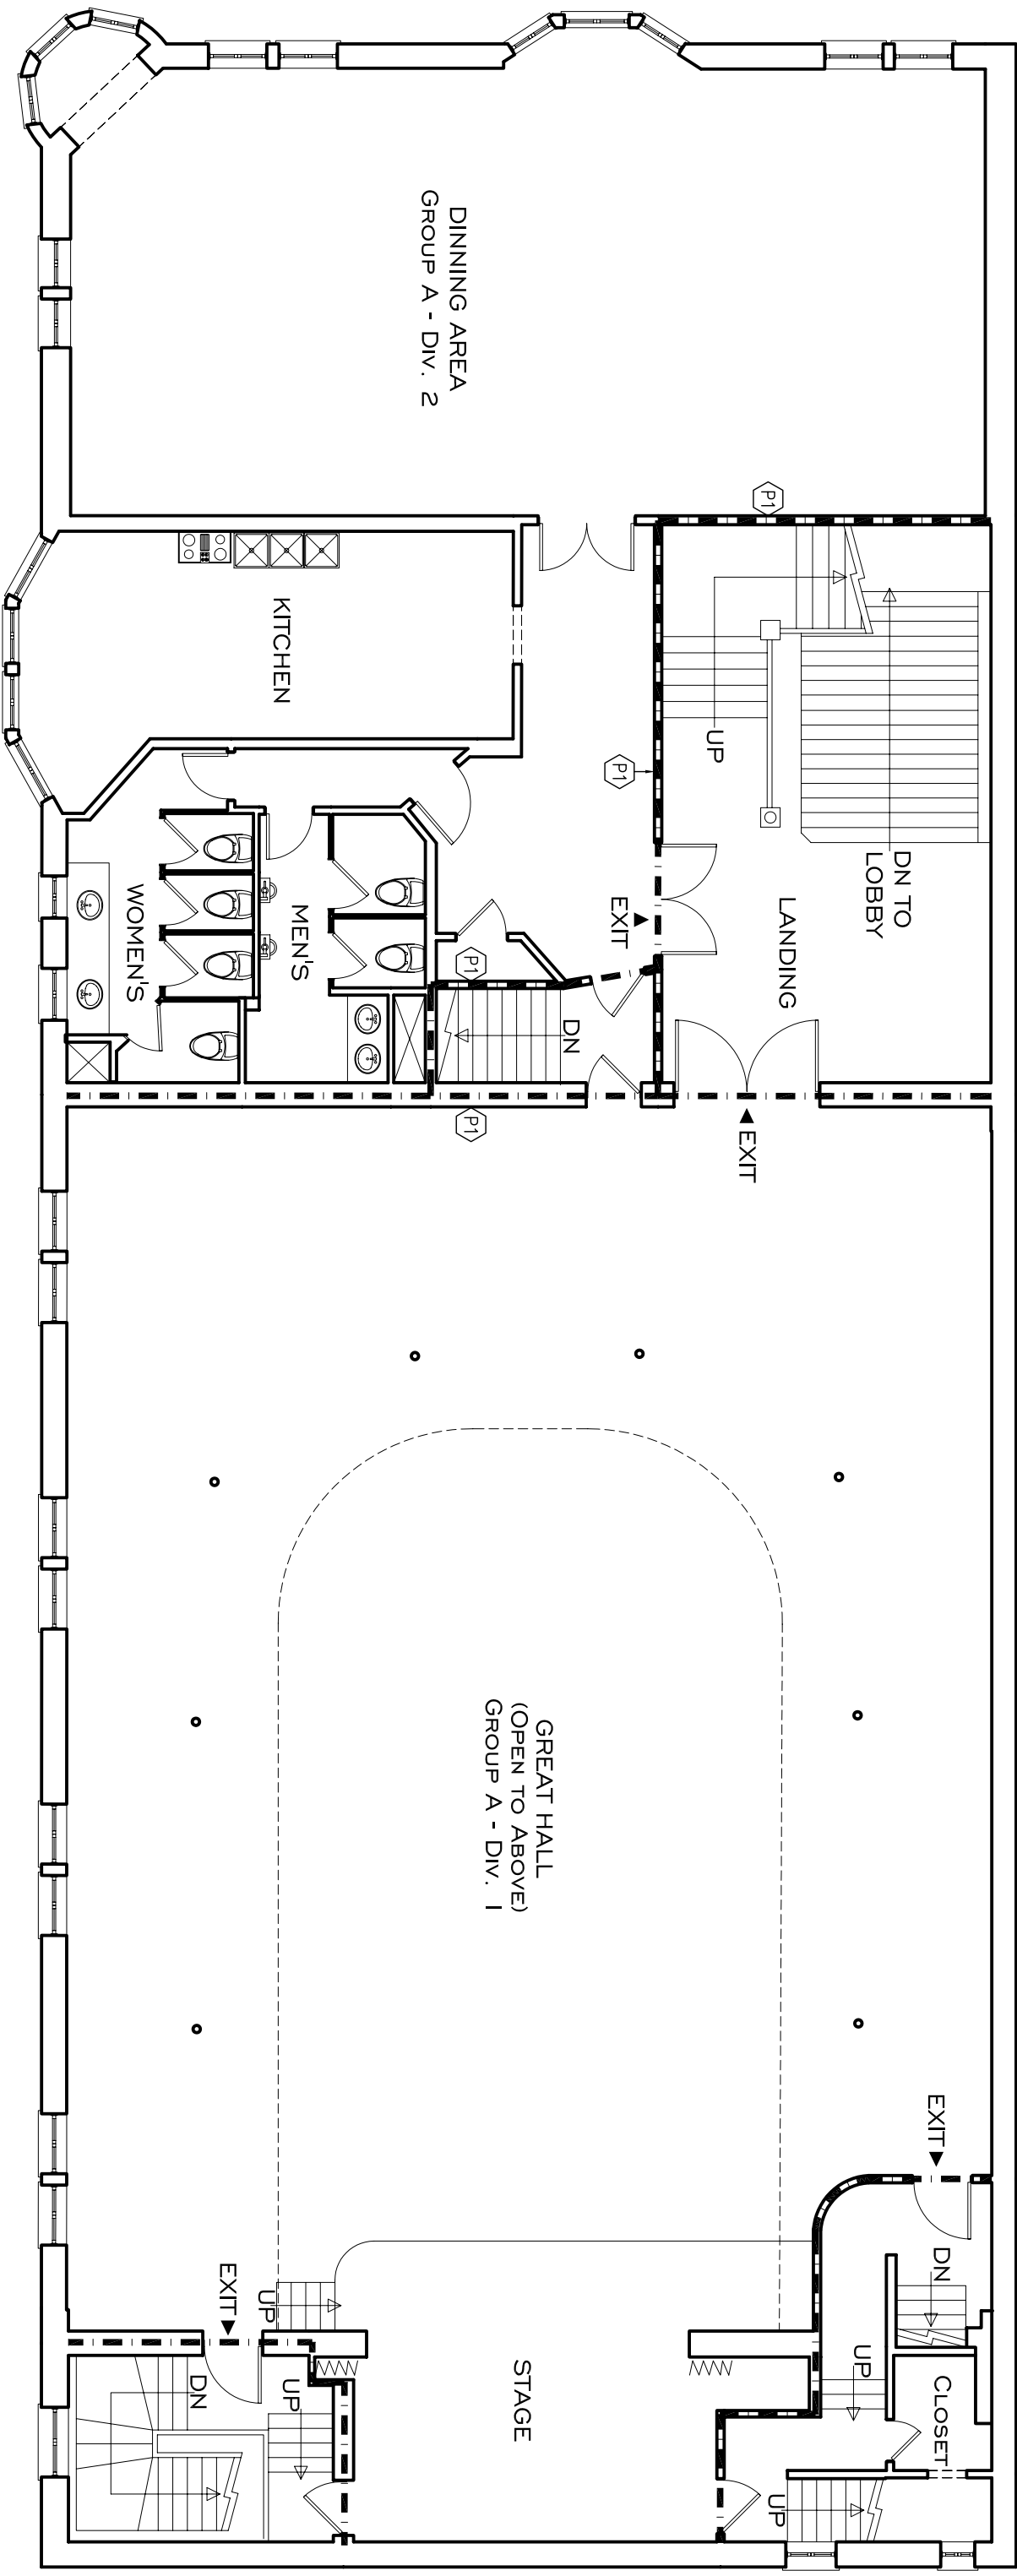 DINNING AREA
GROUP A - DIV. 2
P1
KITCHEN
UP
P1
DN TO
LOBBY
LANDING
EXIT
WOMEN'S
MEN'S
P1
DN
P1
EXIT
GREAT HALL
(OPEN TO ABOVE)
GROUP A - DIV. 1
EXIT
DN
UP
CLOSET
UP
STAGE
EXIT
UP
DN
UP